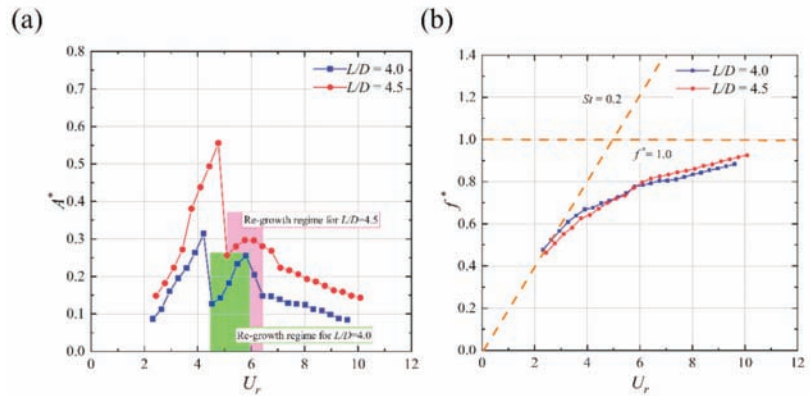 (a)
0.8
0.7
0.6
0.5
0.4
0.3
0.2
0.1
0.0
A*
L/D = 4.0
L/D = 4.5
Re-growth regime for L/D=4.5
Re-growth regime for L/D=4.0
0 2 4 6 8 10 12
U_r
(b)
1.4
1.2
1.0
0.8
0.6
0.4
0.2
0.0
f*
L/D = 4.0
L/D = 4.5
St = 0.2
f* = 1.0
0 2 4 6 8 10 12
U_r